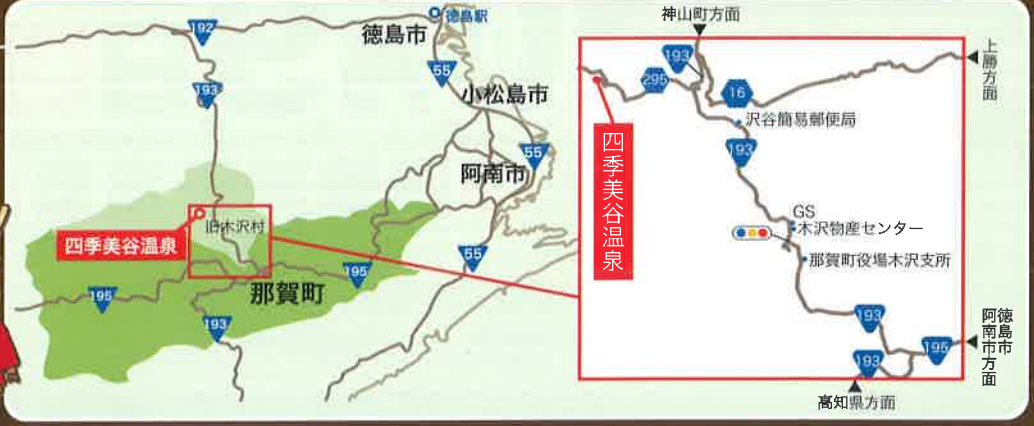 192
徳島駅
徳島市
193
55
小松島市
55
阿南市
旧木沢村
四季美谷温泉
195
195
那賀町
193
55
神山町方面
193
295
16
上勝方面
沢谷簡易郵便局
四季美谷温泉
193
GS
木沢物産センター
那賀町役場木沢支所
193
195
193
徳島市
阿南市方面
高知県方面